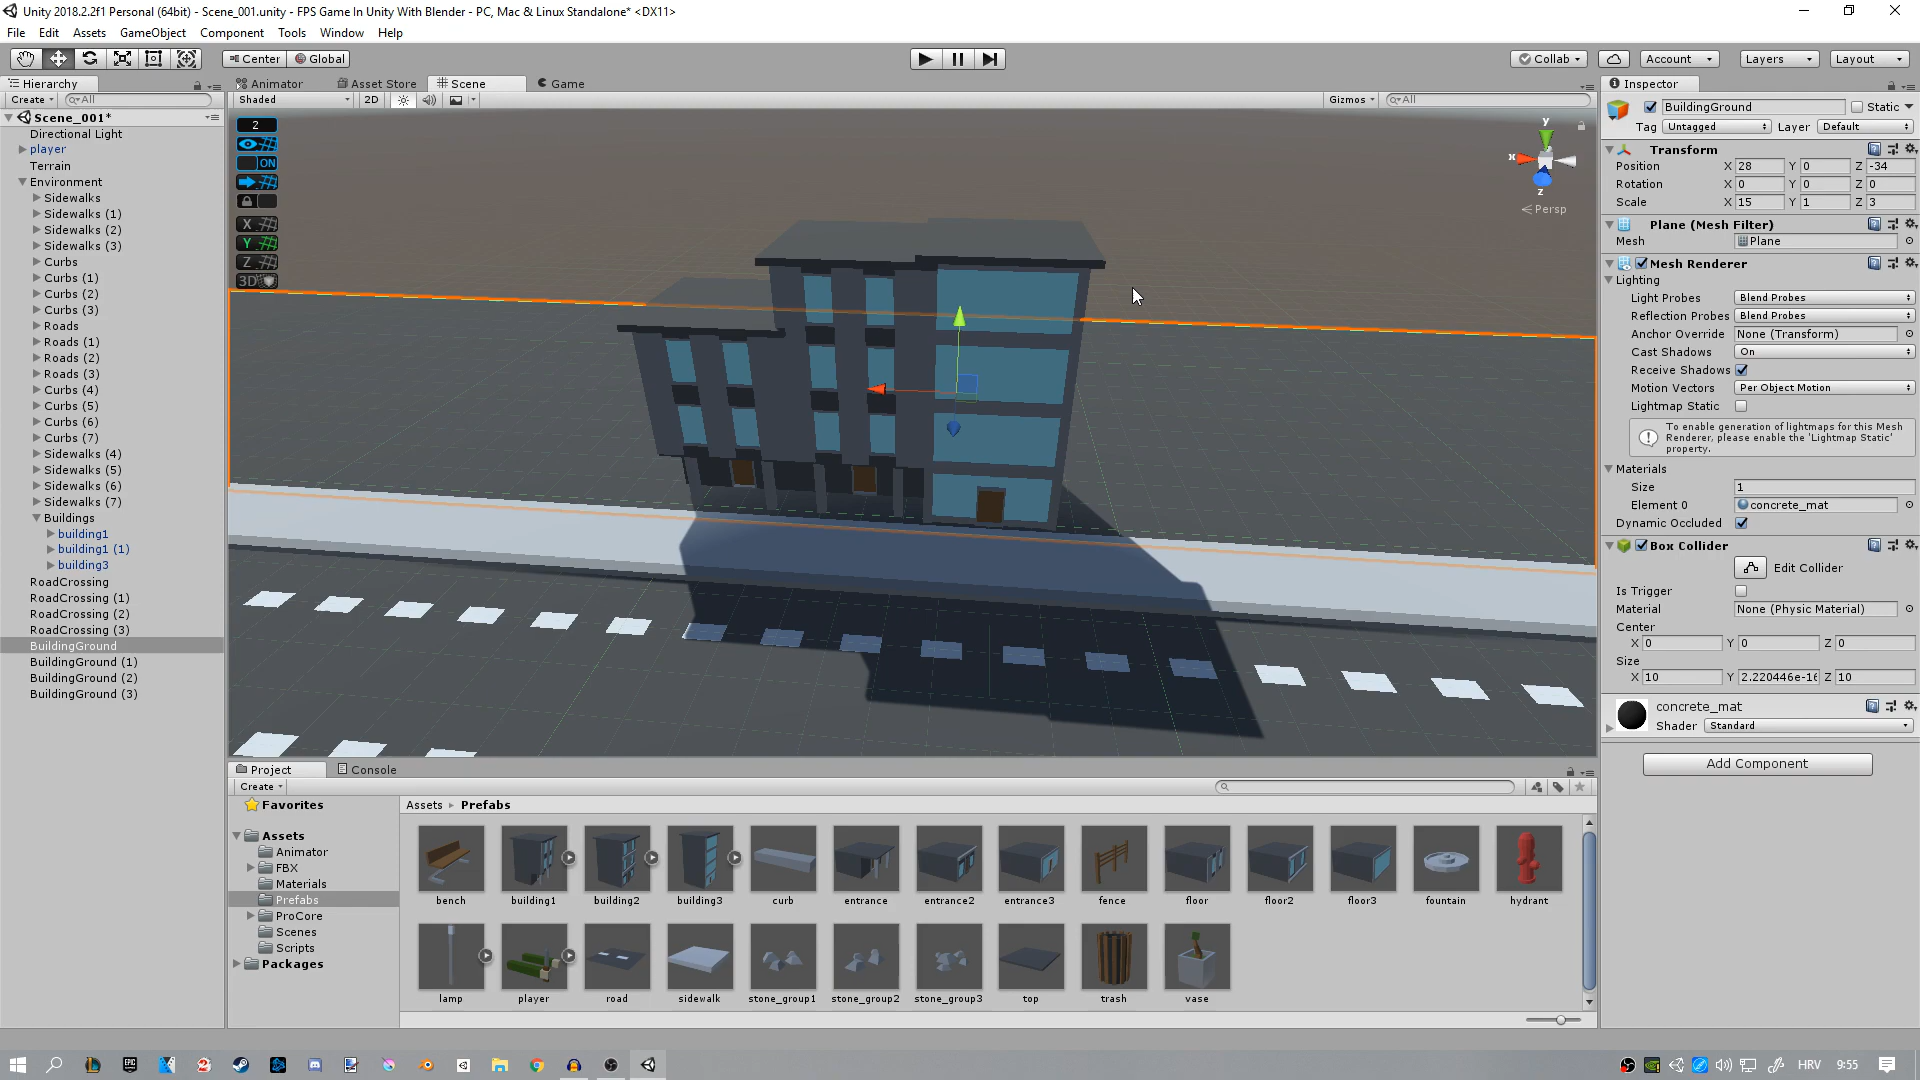 Unity 2018.2.2f1 Personal (64bit) - Scene_001.unity - FPS Game In Unity With Blender - PC, Mac & Linux Standalone* <DX11>
File Edit Assets GameObject Component Tools Window Help
Center Global Collab Account Layers Layout
Hierarchy Animator Asset Store Scene Game Inspector
Create All Shaded 2D Gizmos All
Scene_001*
Directional Light
player
Terrain
Environment
Sidewalks
Sidewalks (1)
Sidewalks (2)
Sidewalks (3)
Curbs
Curbs (1)
Curbs (2)
Curbs (3)
Roads
Roads (1)
Roads (2)
Roads (3)
Curbs (4)
Curbs (5)
Curbs (6)
Curbs (7)
Sidewalks (4)
Sidewalks (5)
Sidewalks (6)
Sidewalks (7)
Buildings
building1
building1 (1)
building3
RoadCrossing
RoadCrossing (1)
RoadCrossing (2)
RoadCrossing (3)
BuildingGround
BuildingGround (1)
BuildingGround (2)
BuildingGround (3)
2
ON
X
Y
Z
3D
y
x
z
Persp
BuildingGround Static
Tag Untagged Layer Default
Transform
Position X 28 Y 0 Z -34
Rotation X 0 Y 0 Z 0
Scale X 15 Y 1 Z 3
Plane (Mesh Filter)
Mesh Plane
Mesh Renderer
Lighting
Light Probes Blend Probes
Reflection Probes Blend Probes
Anchor Override None (Transform)
Cast Shadows On
Receive Shadows
Motion Vectors Per Object Motion
Lightmap Static
To enable generation of lightmaps for this Mesh
Renderer, please enable the 'Lightmap Static'
property.
Materials
Size 1
Element 0 concrete_mat
Dynamic Occluded
Box Collider
Edit Collider
Is Trigger
Material None (Physic Material)
Center
X 0 Y 0 Z 0
Size
X 10 Y 2.220446e-16 Z 10
concrete_mat
Shader Standard
Add Component
Project Console
Create
Favorites
Assets
Animator
FBX
Materials
Prefabs
ProCore
Scenes
Scripts
Packages
Assets Prefabs
bench building1 building2 building3 curb entrance entrance2 entrance3 fence floor floor2 floor3 fountain hydrant
lamp player road sidewalk stone_group1 stone_group2 stone_group3 top trash vase
EPIC
HRV 9:55